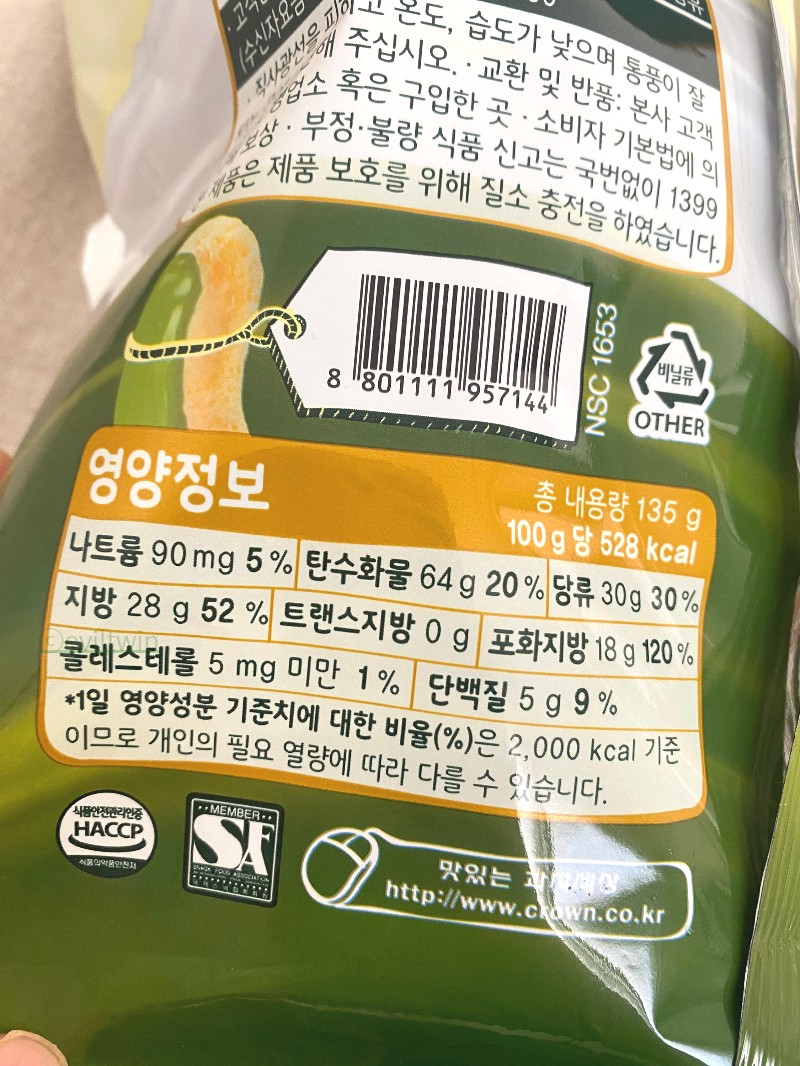 · 고객
(수신자요금
고 온도, 습도가 낮으며 통풍이 잘
· 직사광선을 피해 주십시오. · 교환 및 반품: 본사 고객
업소 혹은 구입한 곳 · 소비자 기본법에 의
보상 · 부정·불량 식품 신고는 국번없이 1399
제품은 제품 보호를 위해 질소 충전을 하였습니다.
8 801111 957144
NSC 1653
비닐류
OTHER
영양정보
총 내용량 135 g
100 g 당 528 kcal
나트륨 90 mg 5 % 탄수화물 64 g 20 % 당류 30 g 30 %
지방 28 g 52 % 트랜스지방 0 g 포화지방 18 g 120 %
콜레스테롤 5 mg 미만 1 % 단백질 5 g 9 %
*1일 영양성분 기준치에 대한 비율(%)은 2,000 kcal 기준
이므로 개인의 필요 열량에 따라 다를 수 있습니다.
©eviltwin
식품안전관리인증
HACCP
식품의약품안전처
·· MEMBER ··
SFA
SNACK FOOD ASSOCIATION
맛있는 과자세상
http://www.crown.co.kr